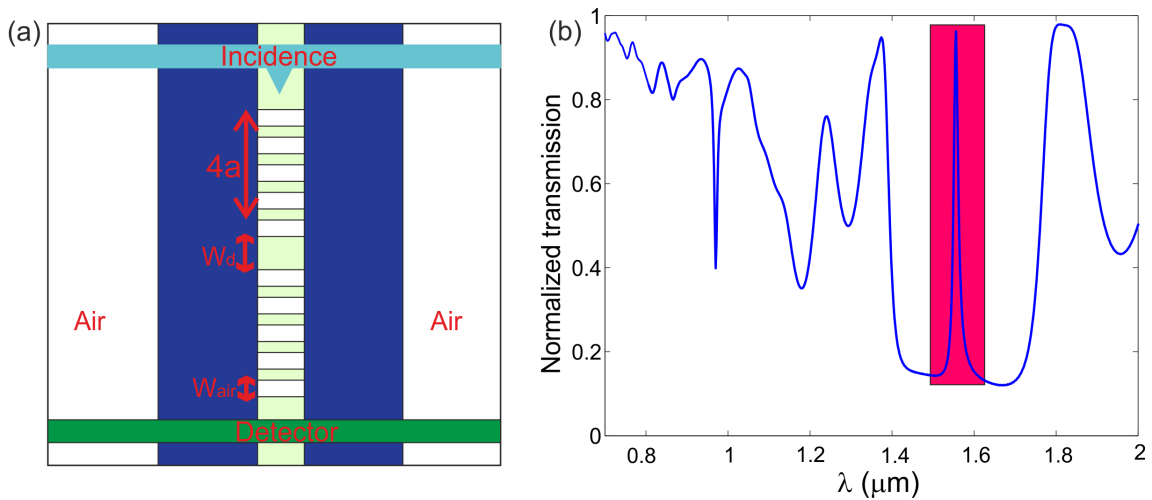 (a)
Incidence
4a
Wd
Air
Air
Wair
Detector
(b)
Normalized transmission
1
0.8
0.6
0.4
0.2
0
0.8 1 1.2 1.4 1.6 1.8 2
λ (μm)